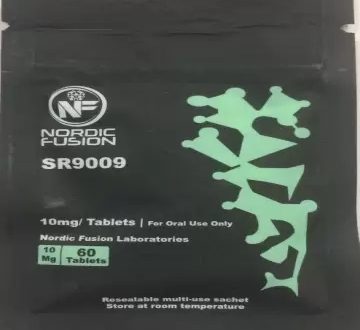 NF
NORDIC
FUSION
SR9009
10mg/ Tablets | For Oral Use Only
Nordic Fusion Laboratories
10 Mg 60 Tablets
Resealable multi-use sachet
Store at room temperature